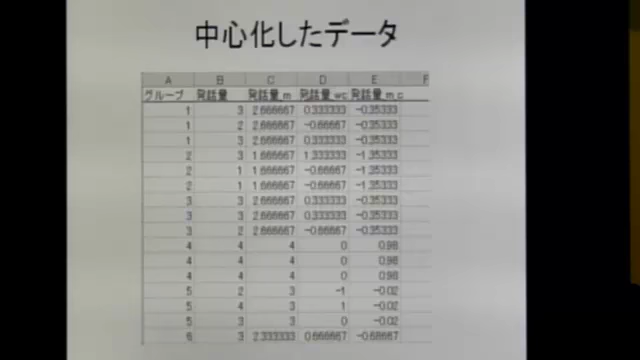 中心化したデータ
A B C D E F
グループ 発話量 発話量m 発話量wc 発話量mc
1 3 2.666667 0.333333 -0.35333
1 2 2.666667 -0.66667 -0.35333
1 3 2.666667 0.333333 -0.35333
2 3 1.666667 1.333333 -1.35333
2 1 1.666667 -0.66667 -1.35333
2 1 1.666667 -0.66667 -1.35333
3 3 2.666667 0.333333 -0.35333
3 3 2.666667 0.333333 -0.35333
3 2 2.666667 -0.66667 -0.35333
4 4 4 0 0.98
4 4 4 0 0.98
4 4 4 0 0.98
5 2 3 -1 -0.02
5 4 3 1 -0.02
5 3 3 0 -0.02
6 3 2.333333 0.666667 -0.68667